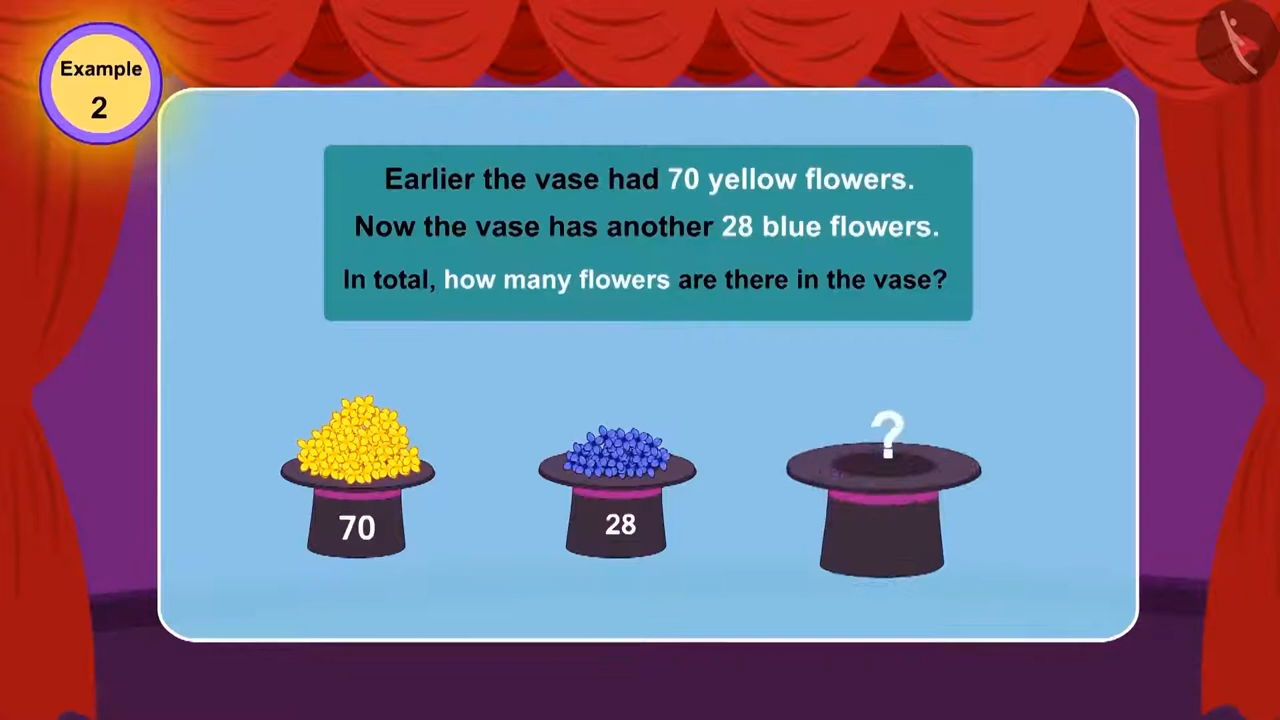 Example
2
Earlier the vase had 70 yellow flowers.
Now the vase has another 28 blue flowers.
In total, how many flowers are there in the vase?
?
70
28